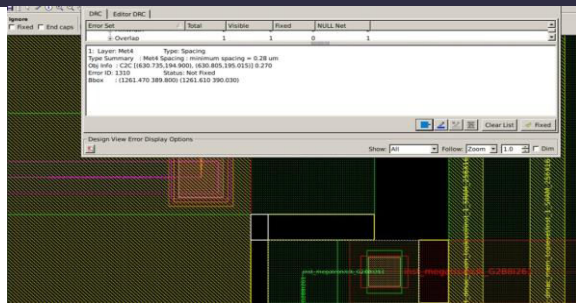 Ignore
Fixed End caps
DRC Editor DRC
Error Set Total Visible Fixed NULL Net
Overlap 1 1 0 1
1: Layer: Met4 Type: Spacing
Type Summary : Met4 Spacing : minimum spacing = 0.28 um
Obj Info : C2C [(630.735,194.900), (630.805,195.015)] 0.270
Error ID: 1310 Status: Not Fixed
Bbox : (1261.470 389.800) (1261.610 390.030)
Clear List Fixed
Design View Error Display Options
Show: All Follow: Zoom 1.0 Dim